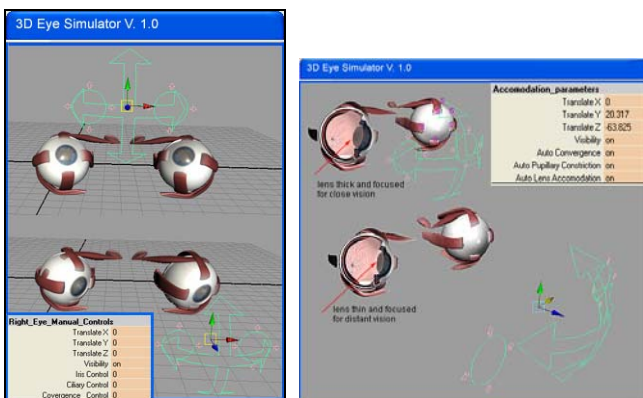 3D Eye Simulator V. 1.0
Right_Eye_Manual_Controls
Translate X 0
Translate Y 0
Translate Z 0
Visibility on
Iris Control 0
Ciliary Control 0
Covergence Control 0
3D Eye Simulator V. 1.0
Accomodation_parameters
Translate X 0
Translate Y 20.317
Translate Z -63.825
Visibility on
Auto Convergence on
Auto Pupillary Constriction on
Auto Lens Accomodation on
lens thick and focused
for close vision
lens thin and focused
for distant vision